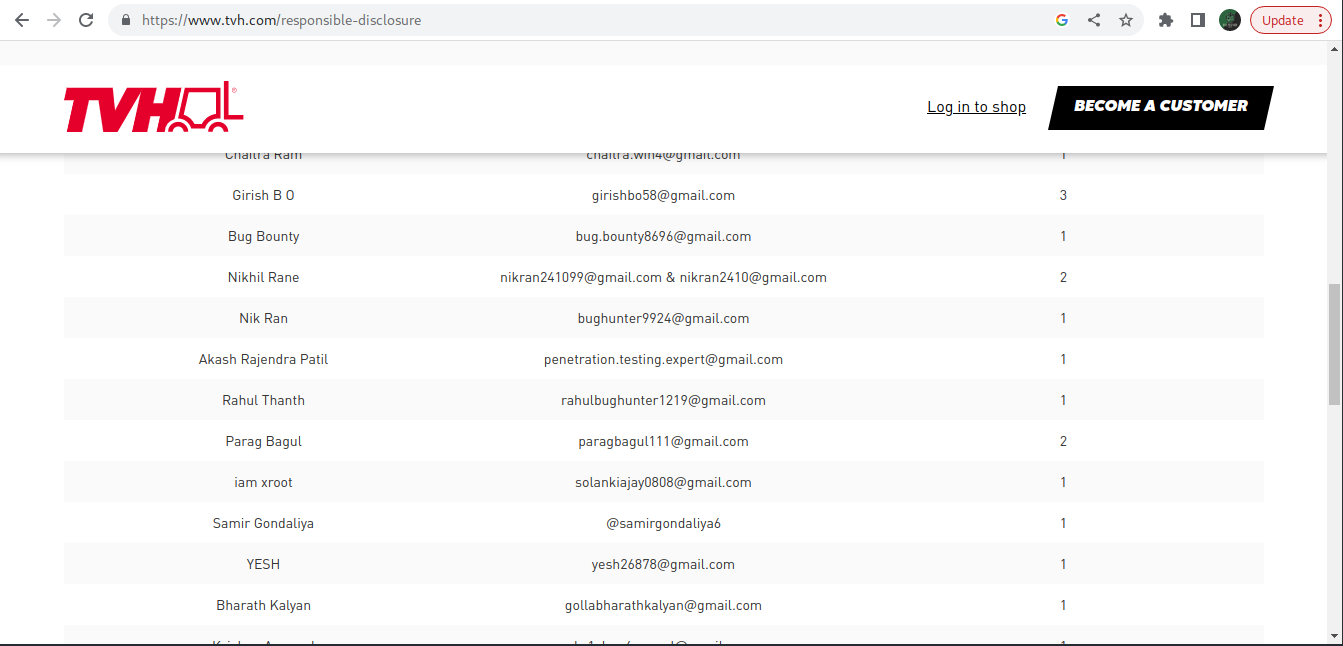 https://www.tvh.com/responsible-disclosure
Update
TVH
Log in to shop
BECOME A CUSTOMER
Chaitra Ram chaitra.win4@gmail.com 1
Girish B O girishbo58@gmail.com 3
Bug Bounty bug.bounty8696@gmail.com 1
Nikhil Rane nikran241099@gmail.com & nikran2410@gmail.com 2
Nik Ran bughunter9924@gmail.com 1
Akash Rajendra Patil penetration.testing.expert@gmail.com 1
Rahul Thanth rahulbughunter1219@gmail.com 1
Parag Bagul paragbagul111@gmail.com 2
iam xroot solankiajay0808@gmail.com 1
Samir Gondaliya @samirgondaliya6 1
YESH yesh26878@gmail.com 1
Bharath Kalyan gollabharathkalyan@gmail.com 1